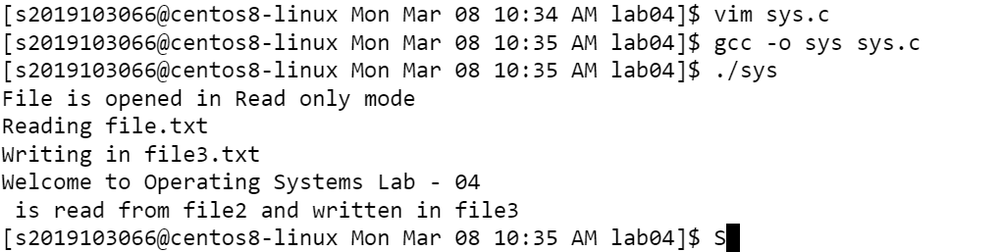 [s2019103066@centos8-linux Mon Mar 08 10:34 AM lab04]$ vim sys.c
[s2019103066@centos8-linux Mon Mar 08 10:35 AM lab04]$ gcc -o sys sys.c
[s2019103066@centos8-linux Mon Mar 08 10:35 AM lab04]$ ./sys
File is opened in Read only mode
Reading file.txt
Writing in file3.txt
Welcome to Operating Systems Lab - 04
 is read from file2 and written in file3
[s2019103066@centos8-linux Mon Mar 08 10:35 AM lab04]$ S